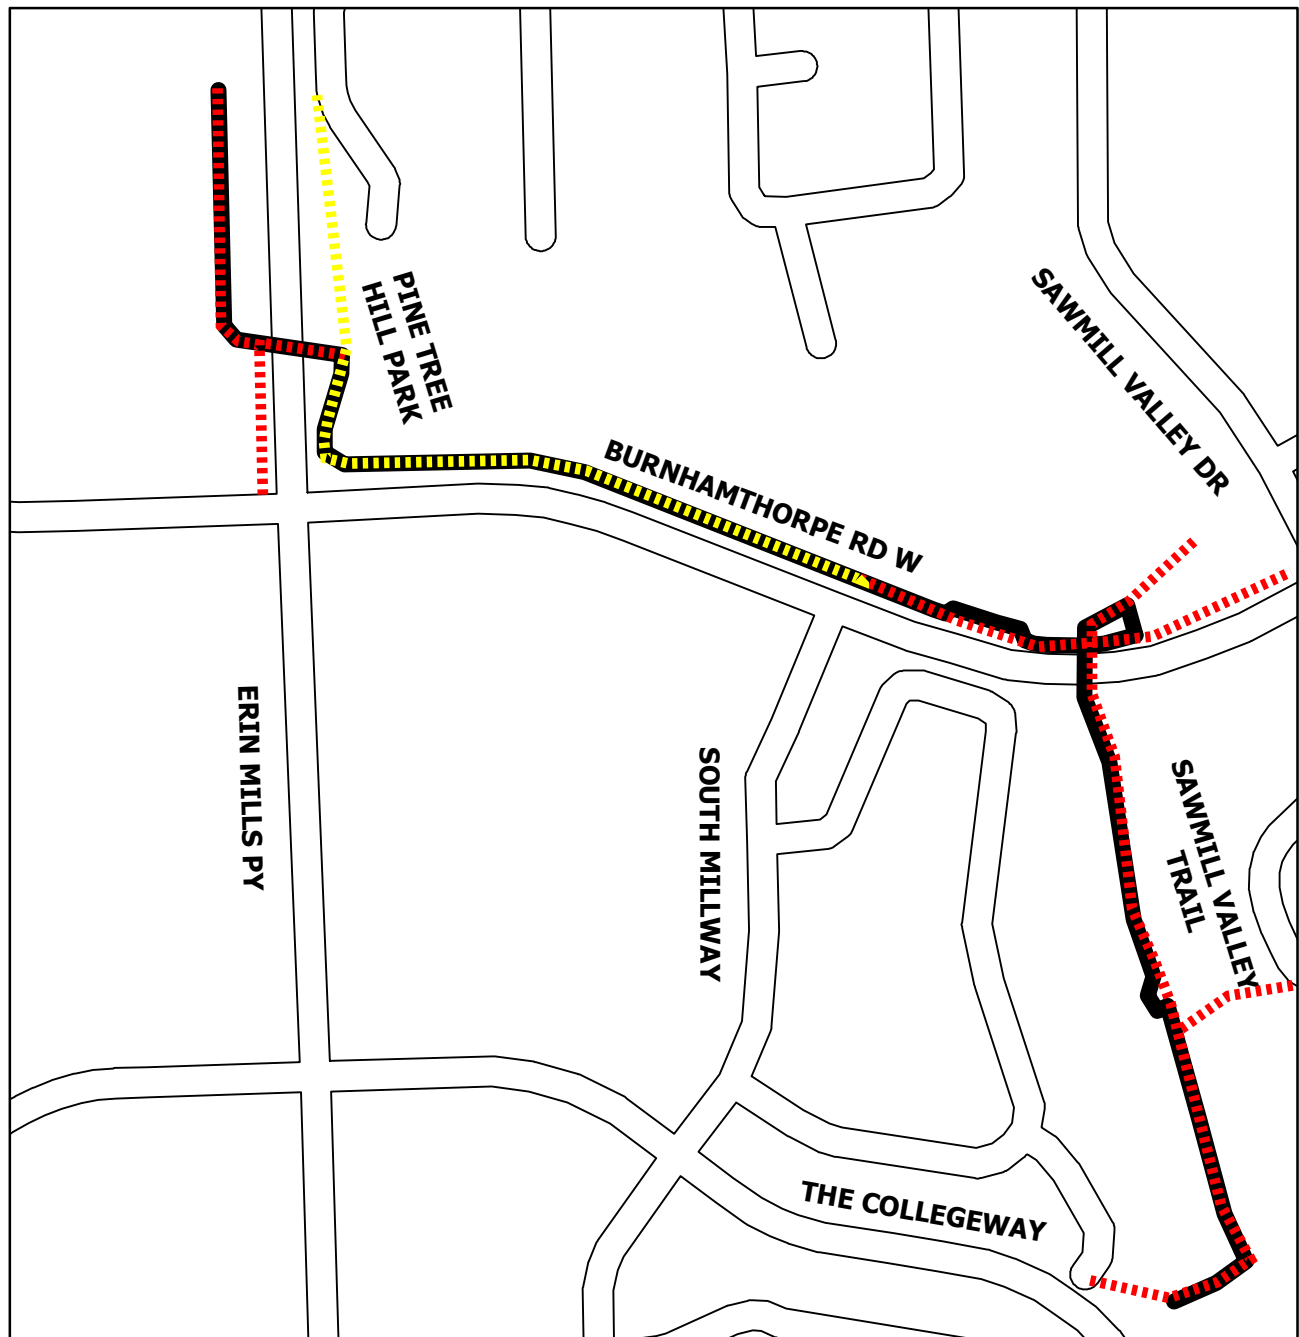 PINE TREE
HILL PARK
SAWMILL VALLEY DR
BURNHAMTHORPE RD W
ERIN MILLS PY
SOUTH MILLWAY
SAWMILL VALLEY
TRAIL
THE COLLEGEWAY